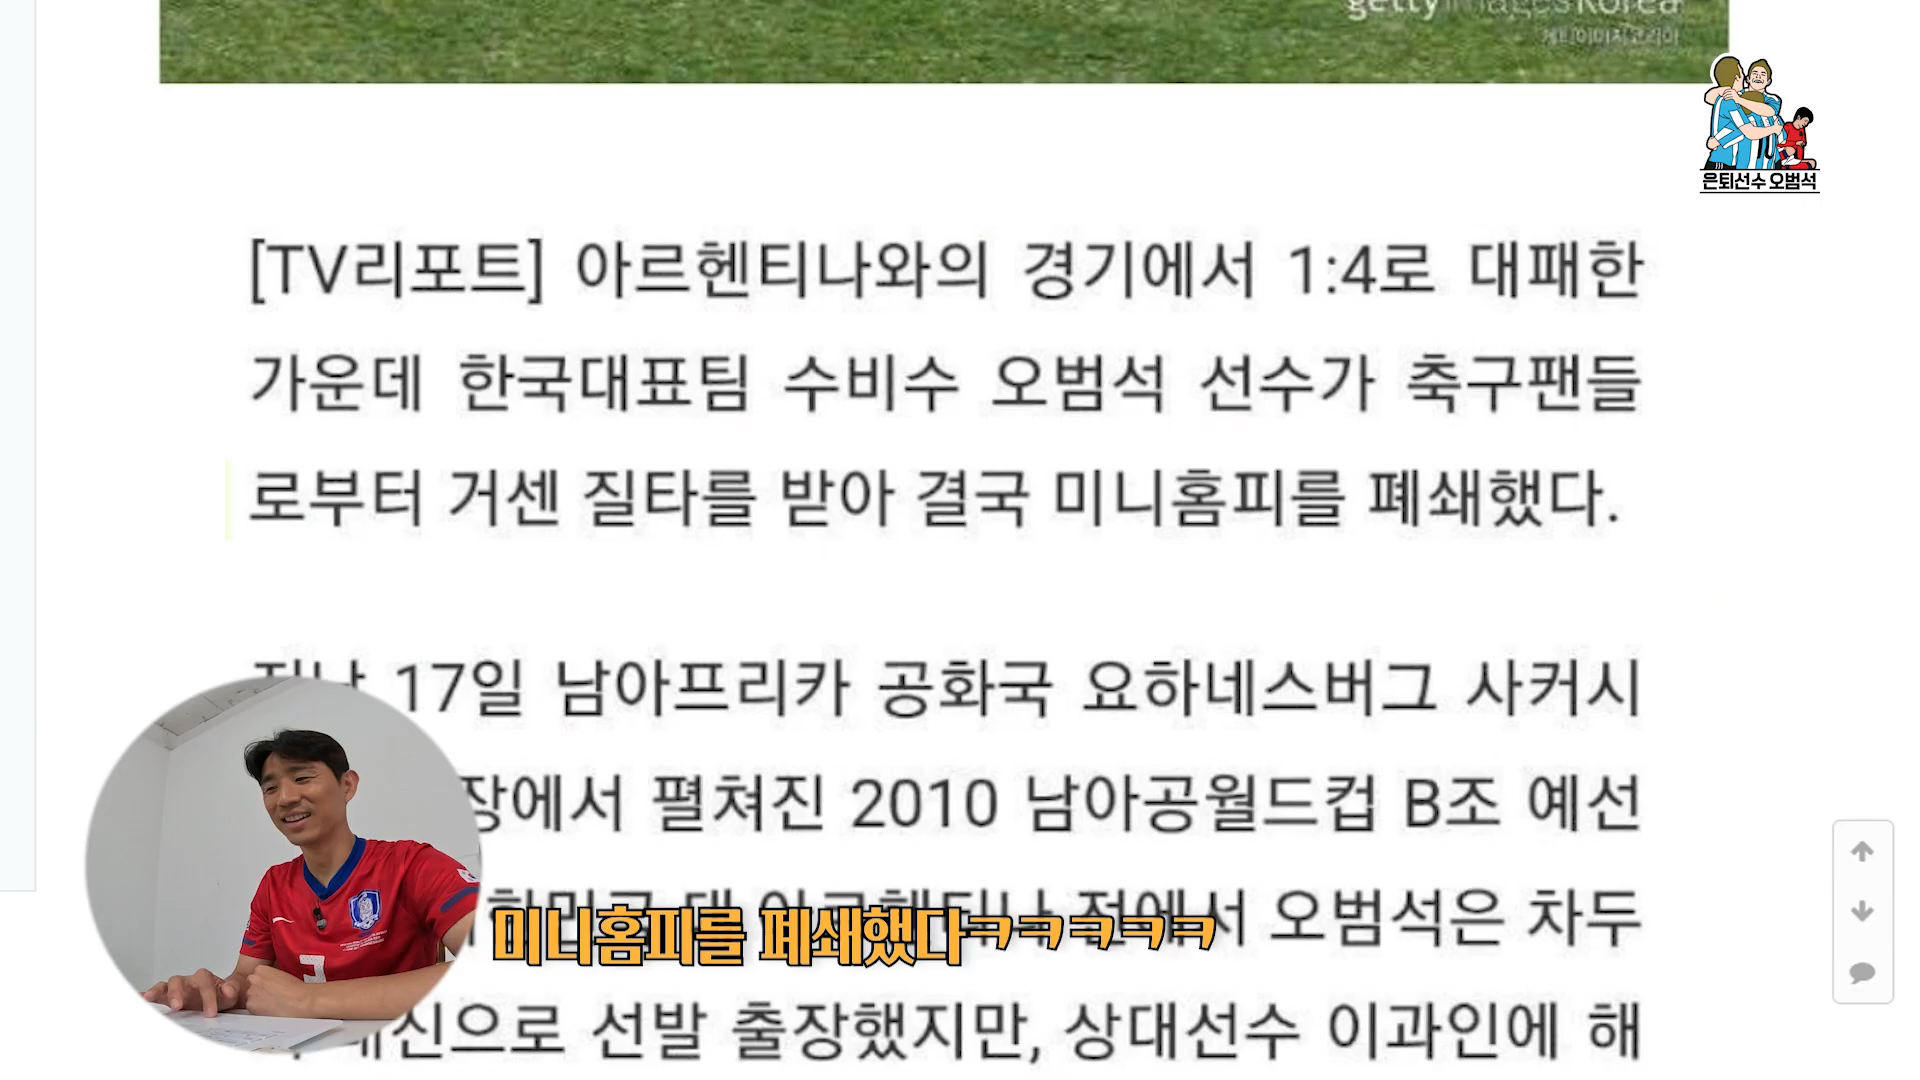 gettyimagesKorea
게티이미지코리아
은퇴선수 오범석
[TV리포트] 아르헨티나와의 경기에서 1:4로 대패한
가운데 한국대표팀 수비수 오범석 선수가 축구팬들
로부터 거센 질타를 받아 결국 미니홈피를 폐쇄했다.
지난 17일 남아프리카 공화국 요하네스버그 사커시
장에서 펼쳐진 2010 남아공월드컵 B조 예선
아르헨티나 전에서 오범석은 차두
미니홈피를 폐쇄했다ㅋㅋㅋㅋㅋ
대신으로 선발 출장했지만, 상대선수 이과인에 해